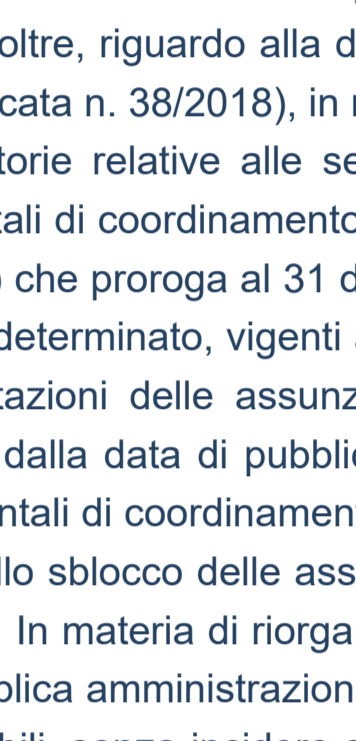 oltre, riguardo alla d
cata n. 38/2018), in
torie relative alle se
tali di coordinamento
) che proroga al 31 d
determinato, vigenti
tazioni delle assunz
dalla data di pubblic
ntali di coordinamen
llo sblocco delle ass
In materia di riorga
blica amministrazion